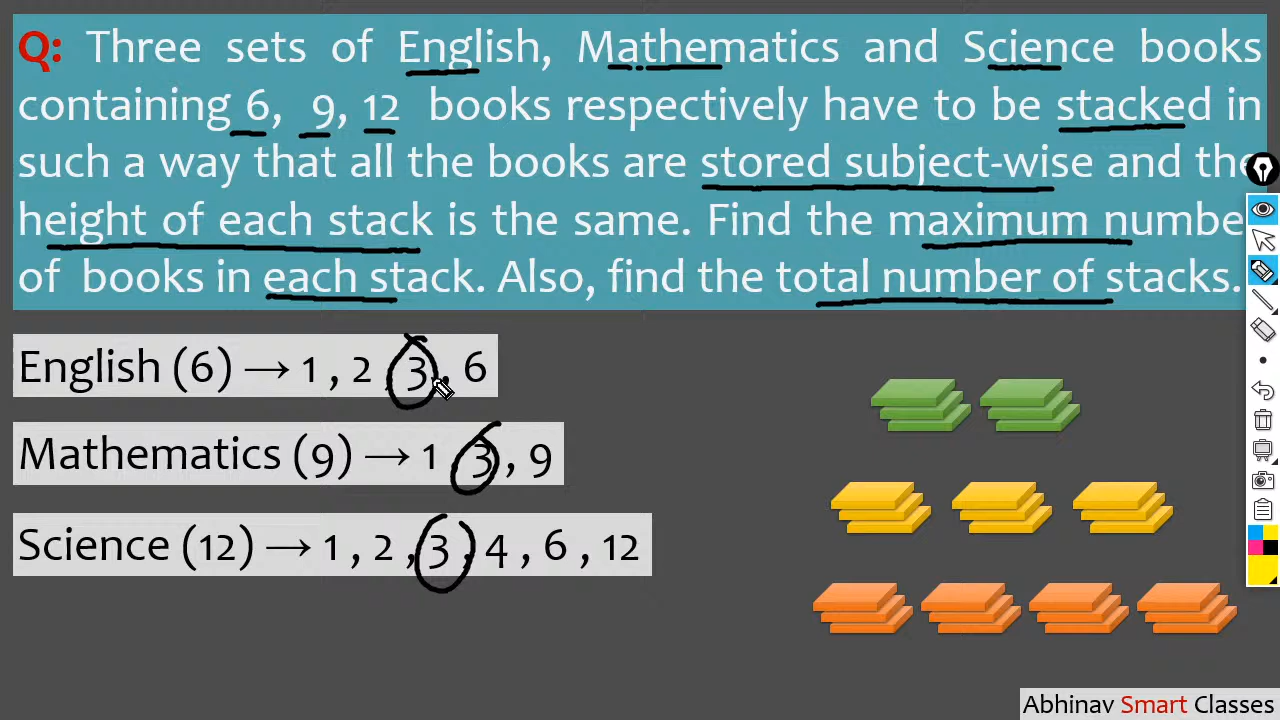 Q: Three sets of English, Mathematics and Science books
containing 6, 9, 12 books respectively have to be stacked in
such a way that all the books are stored subject-wise and the
height of each stack is the same. Find the maximum numbe
of books in each stack. Also, find the total number of stacks.
English (6) → 1 , 2 , 3 , 6
Mathematics (9) → 1 , 3 , 9
Science (12) → 1 , 2 , 3 , 4 , 6 , 12
Abhinav Smart Classes